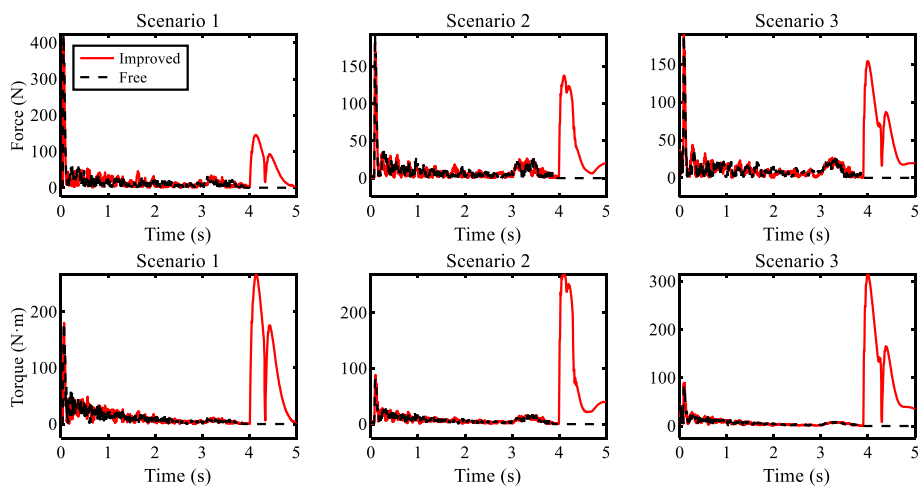 Scenario 1
Scenario 2
Scenario 3
Force (N)
400
300
200
100
0
Improved
Free
150
100
50
0
150
100
50
0
0 1 2 3 4 5
0 1 2 3 4 5
0 1 2 3 4 5
Time (s)
Time (s)
Time (s)
Scenario 1
Scenario 2
Scenario 3
Torque (N·m)
200
100
0
200
100
0
300
200
100
0
0 1 2 3 4 5
0 1 2 3 4 5
0 1 2 3 4 5
Time (s)
Time (s)
Time (s)